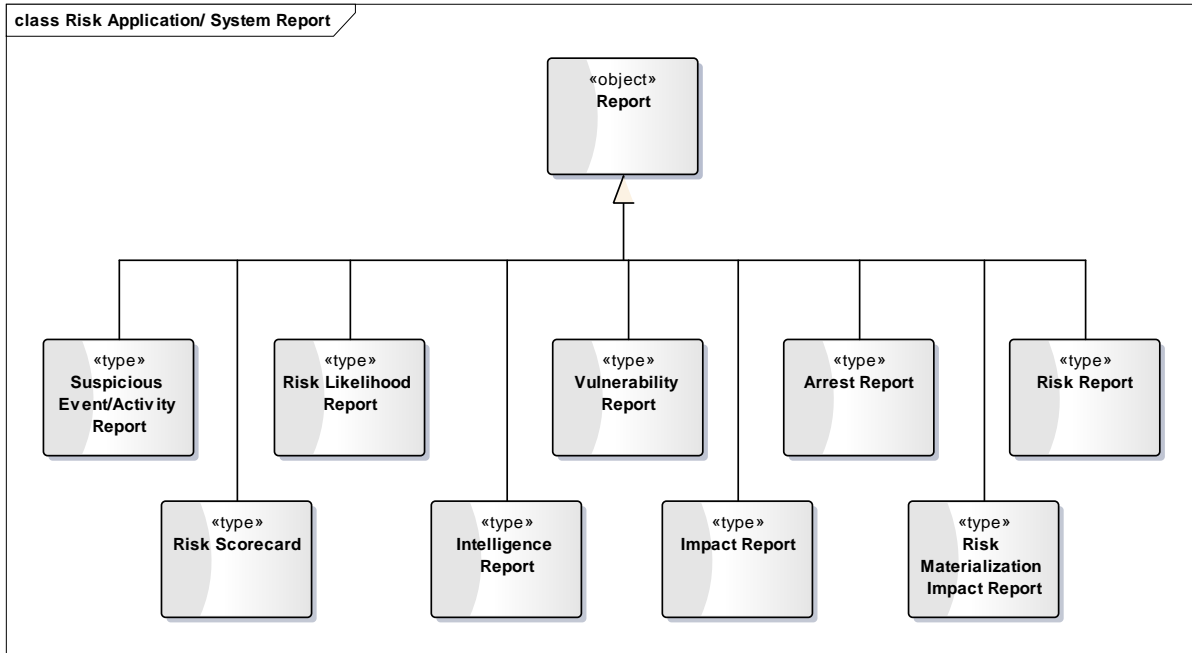 class Risk Application/ System Report
«object»
Report
«type»
Suspicious
Event/Activity
Report
«type»
Risk Likelihood
Report
«type»
Vulnerability
Report
«type»
Arrest Report
«type»
Risk Report
«type»
Risk Scorecard
«type»
Intelligence
Report
«type»
Impact Report
«type»
Risk
Materialization
Impact Report